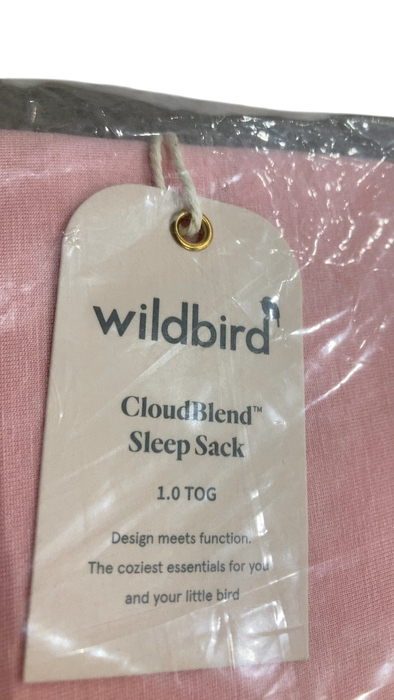 wildbird
CloudBlend™
Sleep Sack
1.0 TOG
Design meets function.
The coziest essentials for you
and your little bird